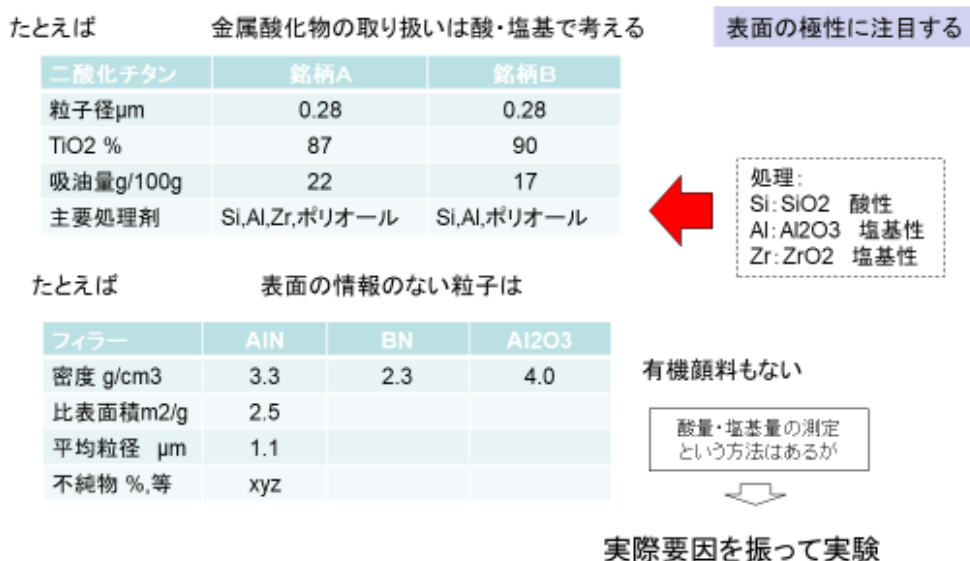 たとえば 金属酸化物の取り扱いは酸・塩基で考える 表面の極性に注目する
二酸化チタン 銘柄A 銘柄B
粒子径μm 0.28 0.28
TiO2 % 87 90
吸油量g/100g 22 17
主要処理剤 Si,Al,Zr,ポリオール Si,Al,ポリオール
処理:
Si:SiO2 酸性
Al:Al2O3 塩基性
Zr:ZrO2 塩基性
たとえば 表面の情報のない粒子は
フィラー AlN BN Al2O3
密度 g/cm3 3.3 2.3 4.0
比表面積m2/g 2.5
平均粒径 μm 1.1
不純物 %,等 xyz
有機顔料もない
酸量・塩基量の測定
という方法はあるが
実際要因を振って実験